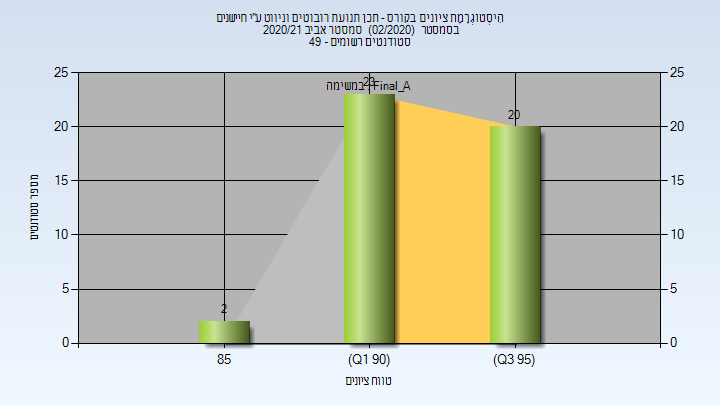 היסטוגרמת ציונים בקורס - תכן תנועת רובוטים וניווט ע"י חיישנים
בסמסטר (02/2020) סמסטר אביב 2020/21
סטודנטים רשומים - 49
במשימה: Final_A
25
20
15
10
5
0
25
20
15
10
5
0
2
23
20
מספר סטודנטים
85
(Q1 90)
(Q3 95)
טווח ציונים